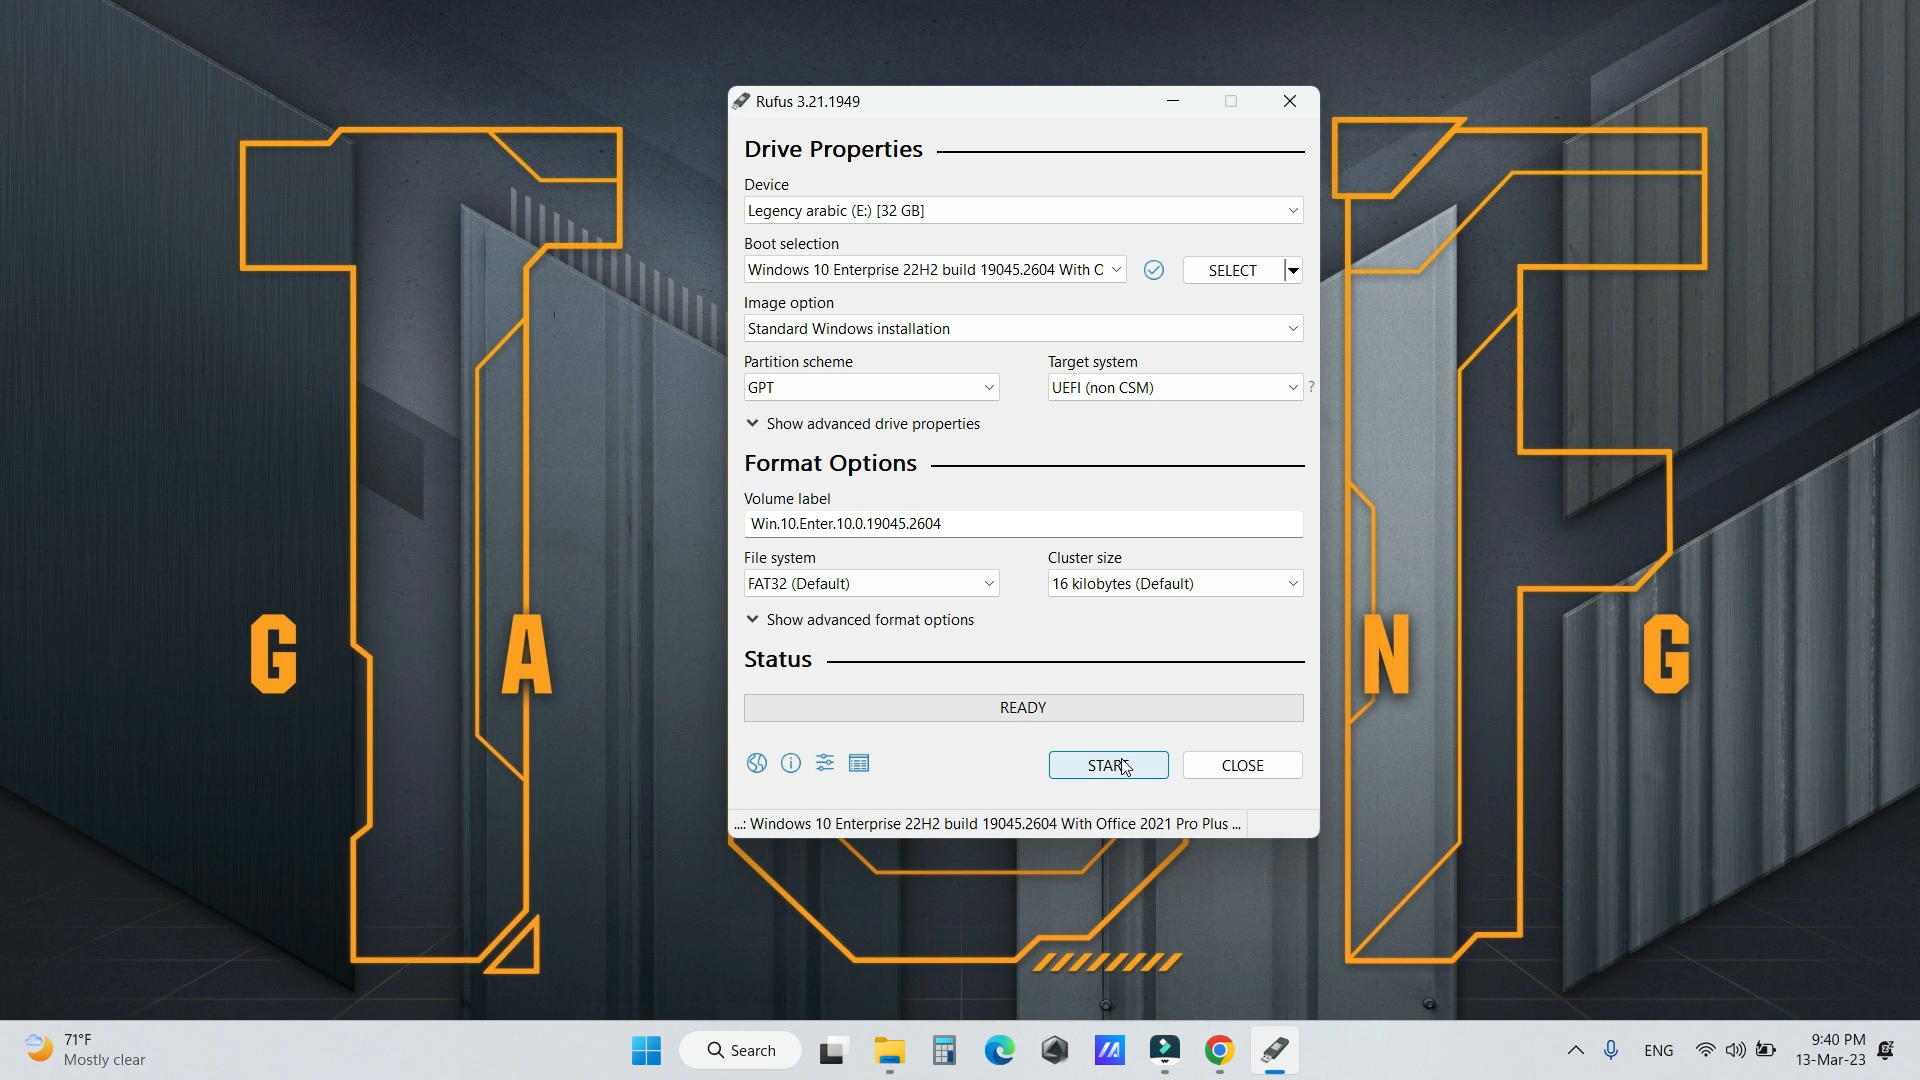 Rufus 3.21.1949
Drive Properties
Device
Legency arabic (E:) [32 GB]
Boot selection
Windows 10 Enterprise 22H2 build 19045.2604 With O
SELECT
Image option
Standard Windows installation
Partition scheme
Target system
GPT
UEFI (non CSM)
?
Show advanced drive properties
Format Options
Volume label
Win.10.Enter.10.0.19045.2604
File system
Cluster size
FAT32 (Default)
16 kilobytes (Default)
Show advanced format options
Status
READY
START
CLOSE
...: Windows 10 Enterprise 22H2 build 19045.2604 With Office 2021 Pro Plus ...
G A N G
71°F
Mostly clear
Search
ENG
9:40 PM
13-Mar-23